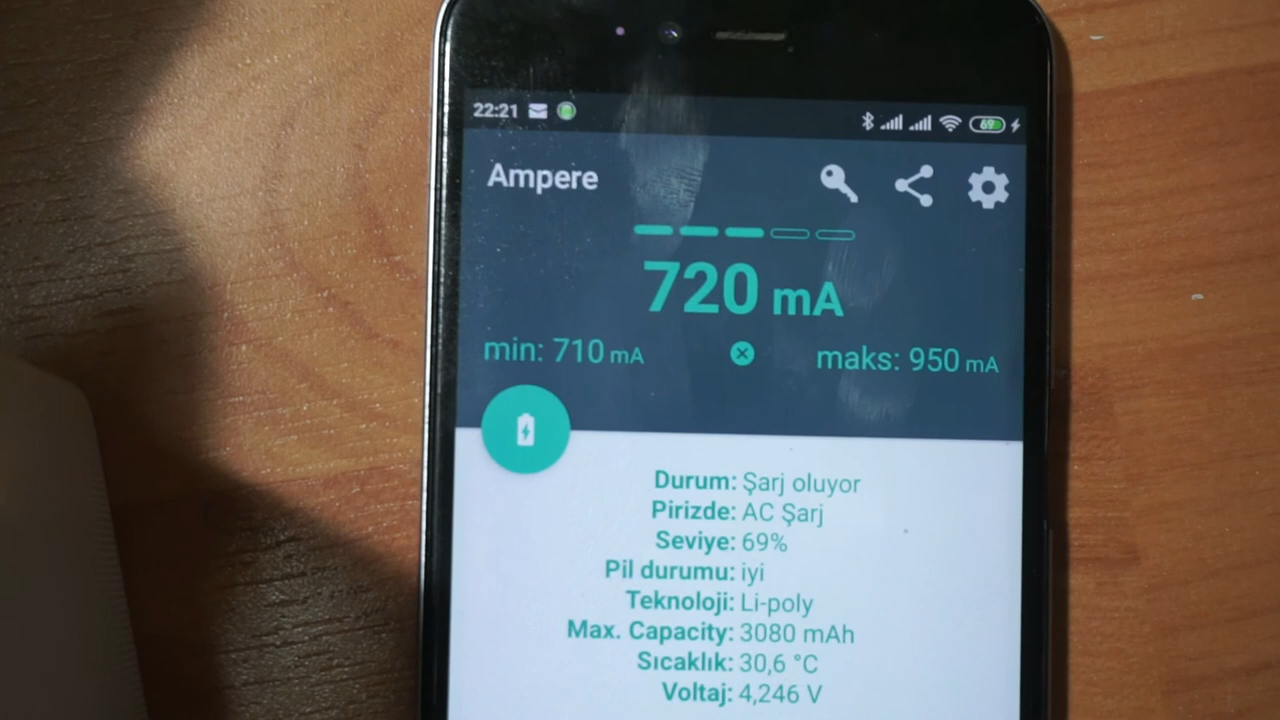 22:21 69
Ampere
720 mA
min: 710 mA maks: 950 mA
Durum: Şarj oluyor
Pirizde: AC Şarj
Seviye: 69%
Pil durumu: iyi
Teknoloji: Li-poly
Max. Capacity: 3080 mAh
Sıcaklık: 30,6 °C
Voltaj: 4,246 V